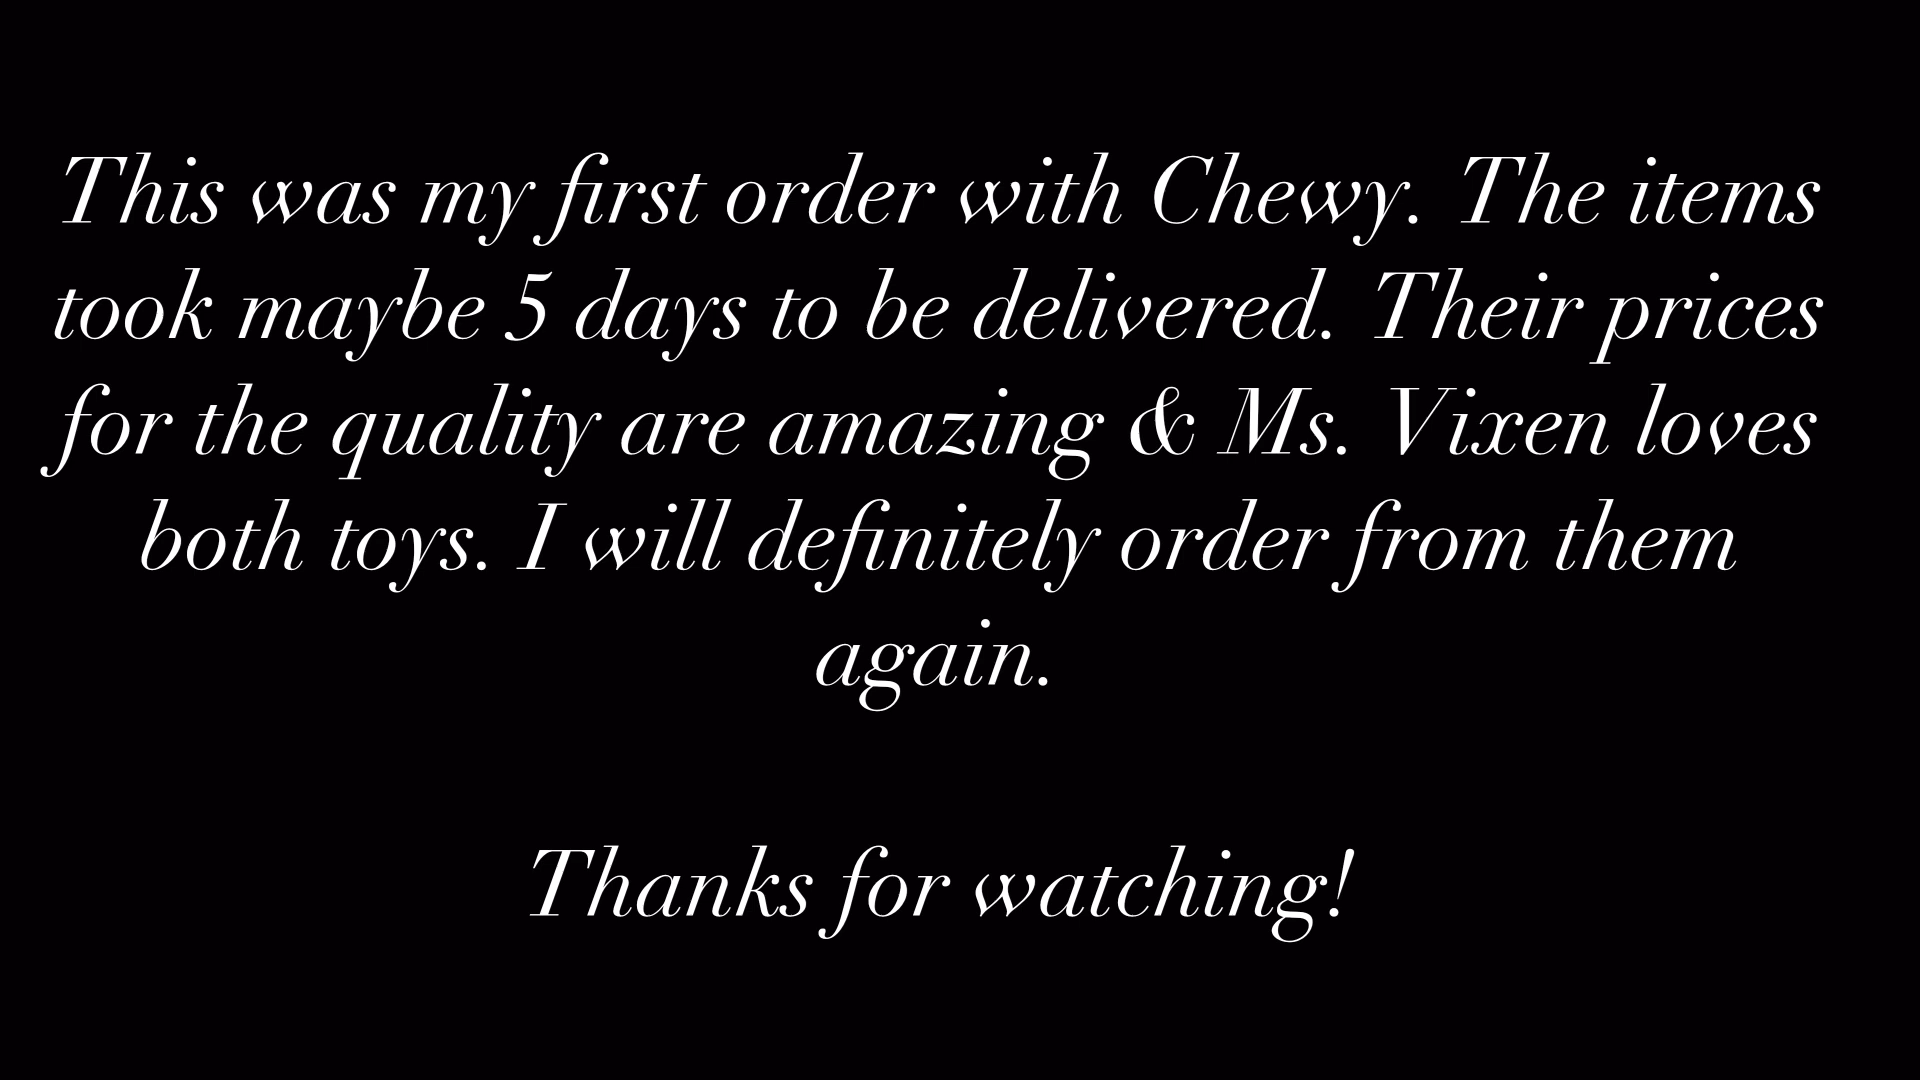 This was my first order with Chewy. The items
took maybe 5 days to be delivered. Their prices
for the quality are amazing & Ms. Vixen loves
both toys. I will definitely order from them
again.
Thanks for watching!